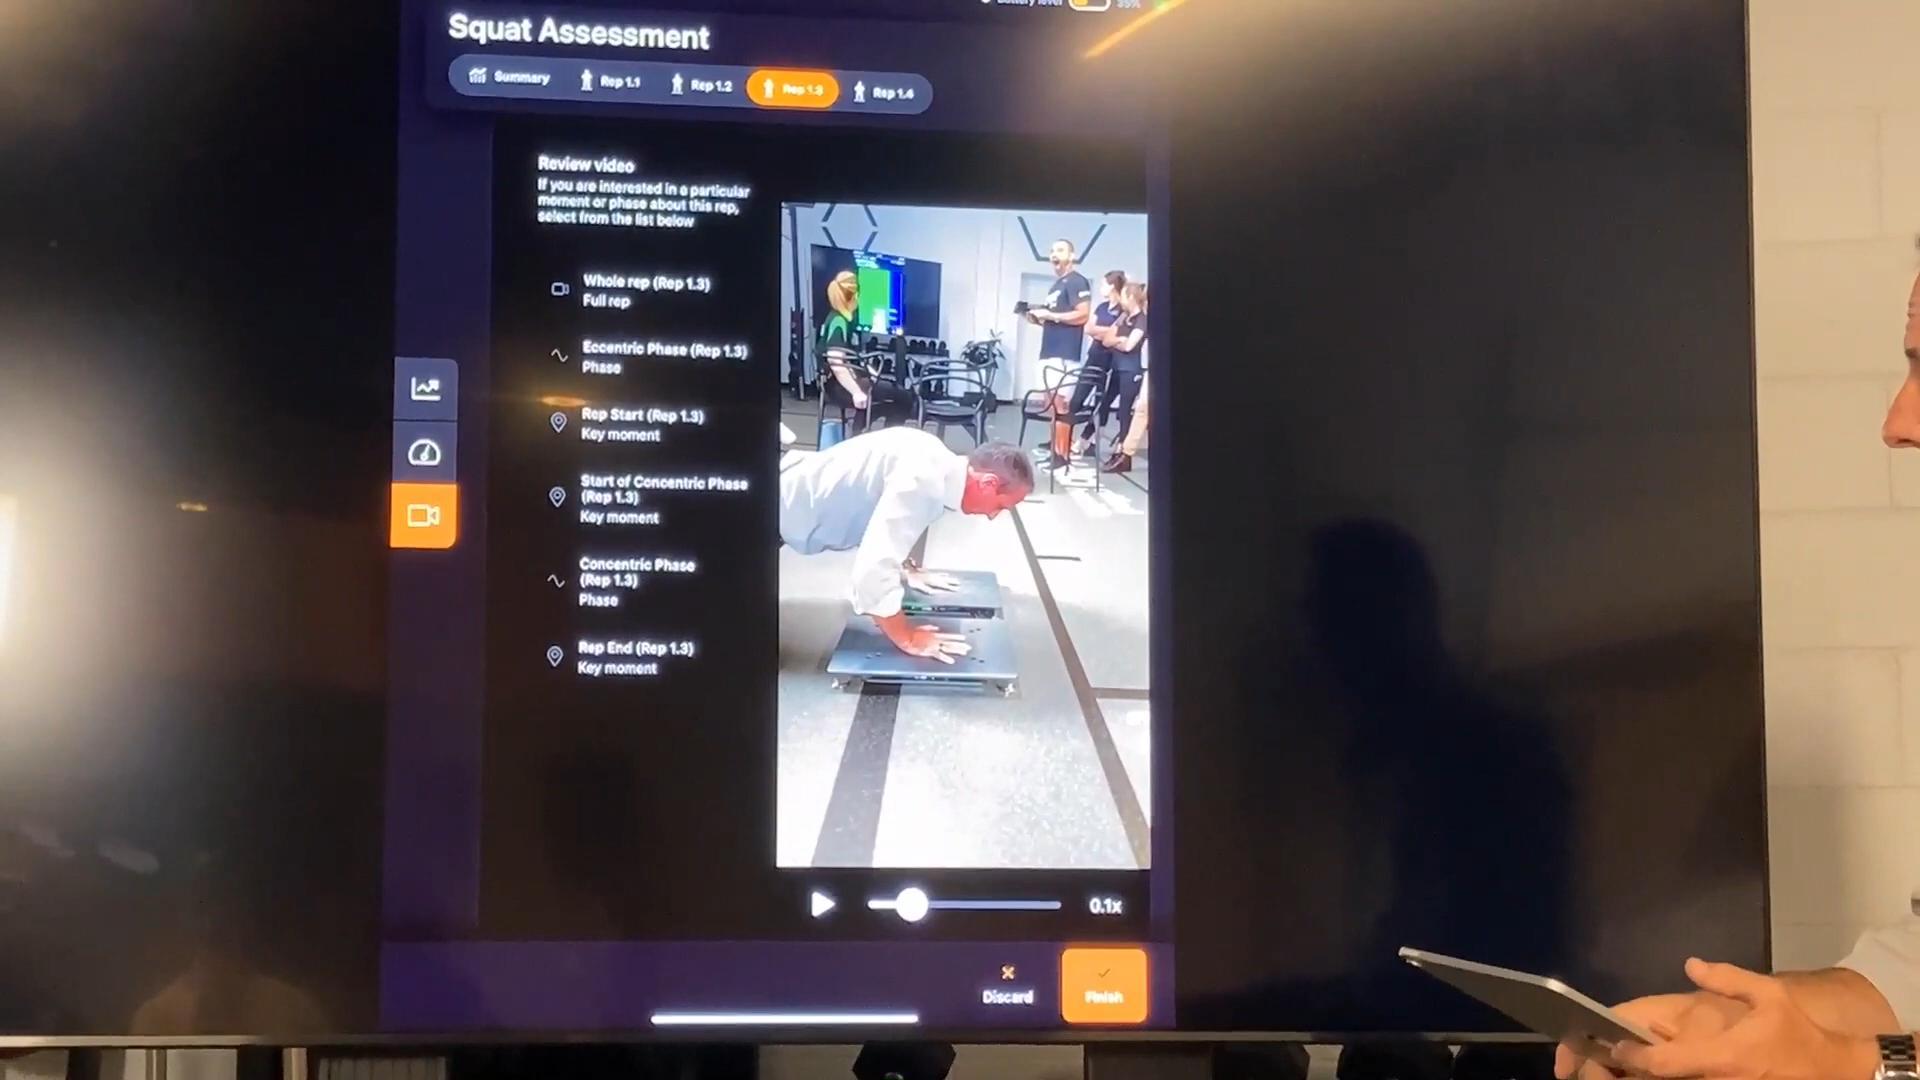 Battery level 35%
Squat Assessment
Summary
Rep 1.1
Rep 1.2
Rep 1.3
Rep 1.4
Review video
If you are interested in a particular
moment or phase about this rep,
select from the list below
Whole rep (Rep 1.3)
Full rep
Eccentric Phase (Rep 1.3)
Phase
Rep Start (Rep 1.3)
Key moment
Start of Concentric Phase
(Rep 1.3)
Key moment
Concentric Phase
(Rep 1.3)
Phase
Rep End (Rep 1.3)
Key moment
0.1x
Discard
Finish